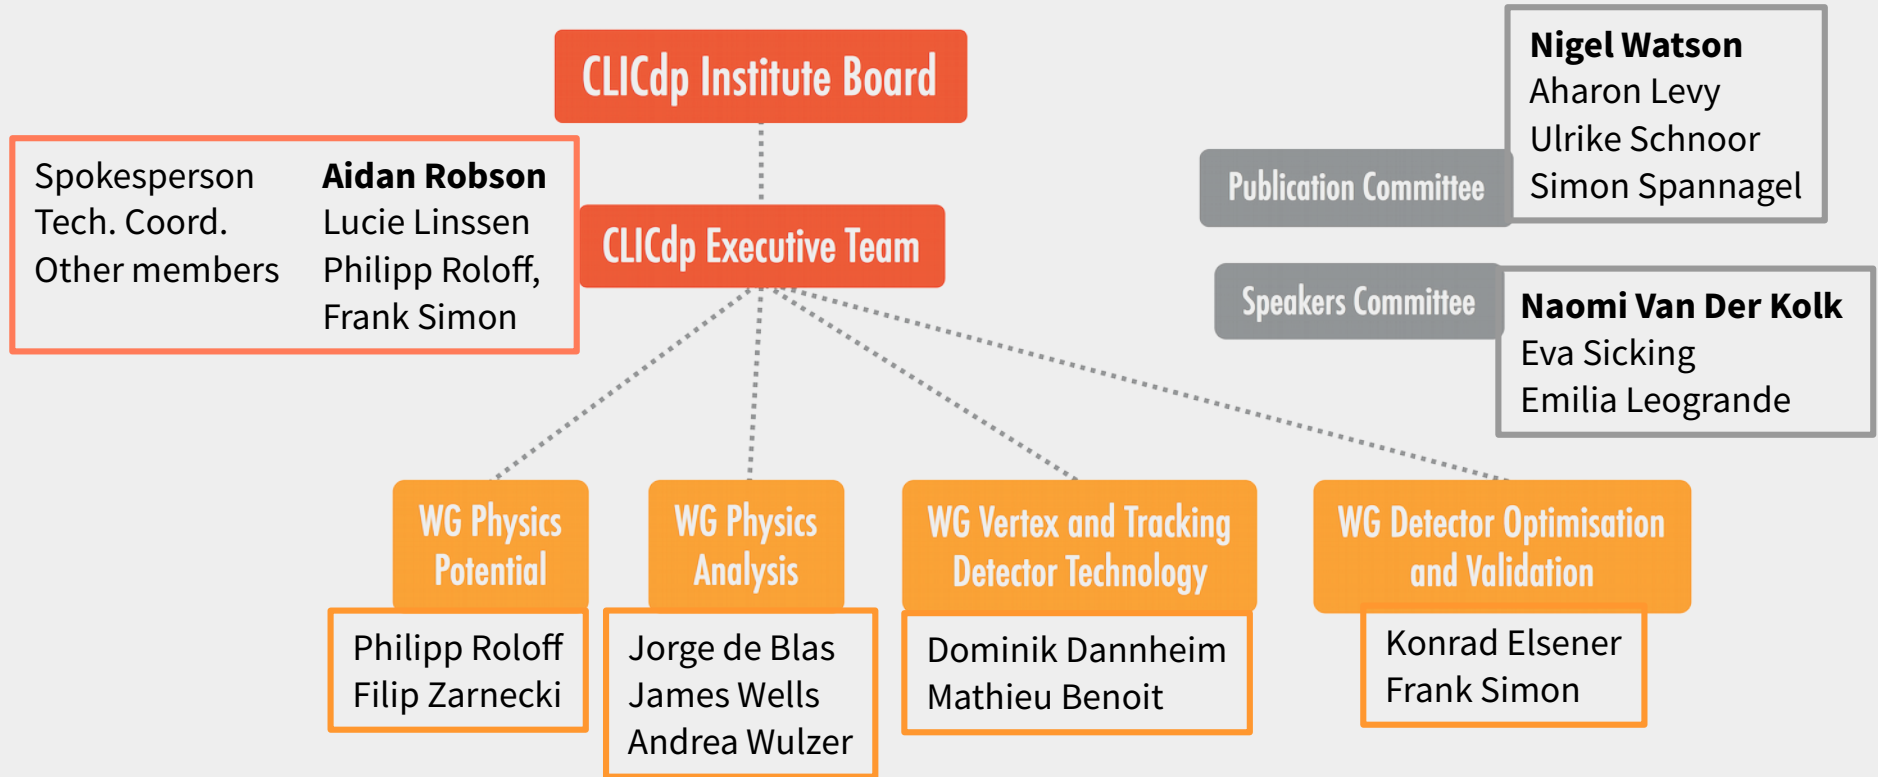 CLICdp Institute Board
Spokesperson Aidan Robson
Tech. Coord. Lucie Linssen
Other members Philipp Roloff,
Frank Simon
CLICdp Executive Team
Publication Committee
Nigel Watson
Aharon Levy
Ulrike Schnoor
Simon Spannagel
Speakers Committee
Naomi Van Der Kolk
Eva Sicking
Emilia Leogrande
WG Physics
Potential
Philipp Roloff
Filip Zarnecki
WG Physics
Analysis
Jorge de Blas
James Wells
Andrea Wulzer
WG Vertex and Tracking
Detector Technology
Dominik Dannheim
Mathieu Benoit
WG Detector Optimisation
and Validation
Konrad Elsener
Frank Simon